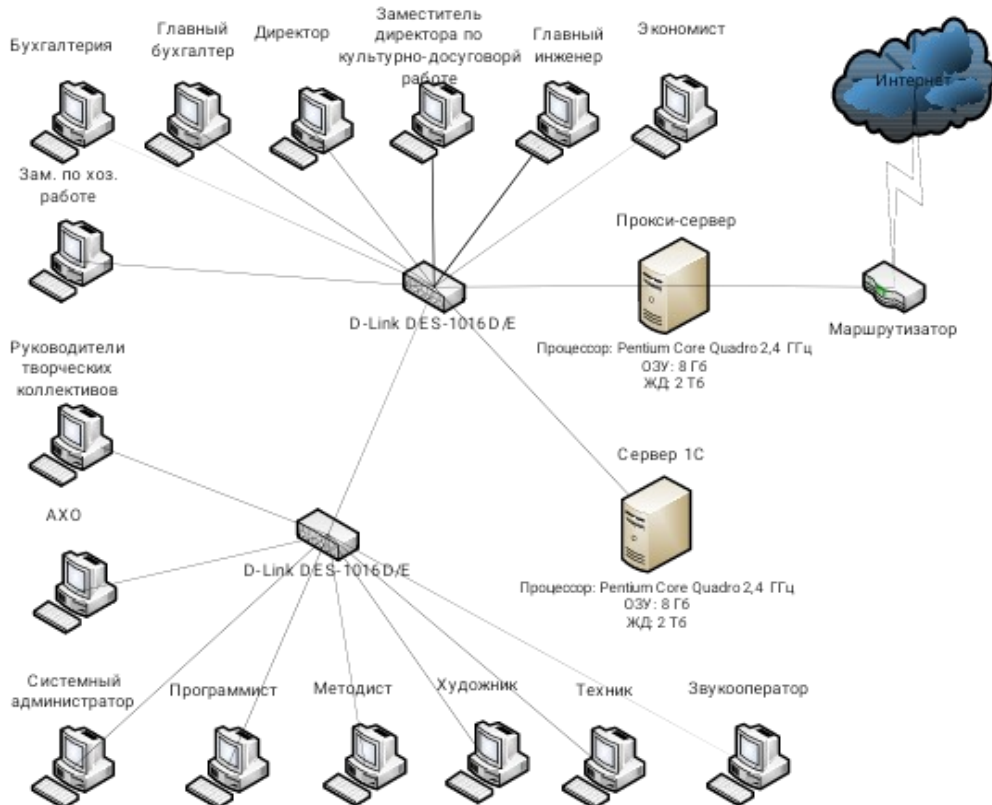 Бухгалтерия
Главный
бухгалтер
Директор
Заместитель
директора по
культурно-досуговорй
работе
Главный
инженер
Экономист
Интернет
Зам. по хоз.
работе
Прокси-сервер
D-Link DES-1016D/E
Маршрутизатор
Процессор: Pentium Core Quadro 2,4 ГГц
ОЗУ: 8 Гб
ЖД: 2 Тб
Руководители
творческих
коллективов
Сервер 1С
АХО
D-Link DES-1016D/E
Процессор: Pentium Core Quadro 2,4 ГГц
ОЗУ: 8 Гб
ЖД: 2 Тб
Системный
администратор
Программист
Методист
Художник
Техник
Звукооператор